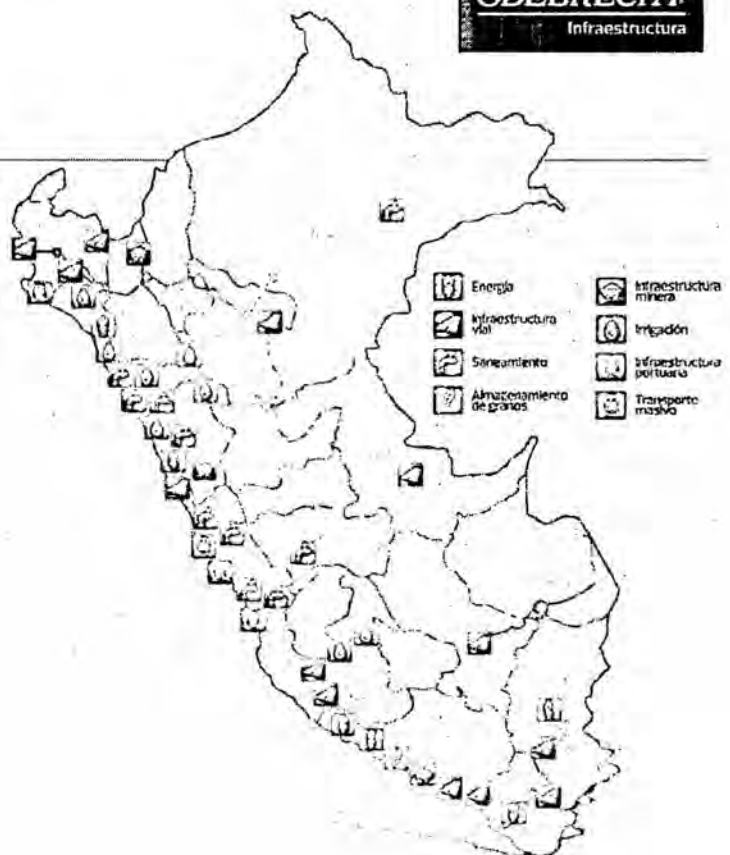 ODEBRECHT
Infraestructura
Energía
Infraestructura
vial
Saneamiento
Almacenamiento
de granos
Infraestructura
minera
Irrigación
Infraestructura
portuaria
Transporte
masivo